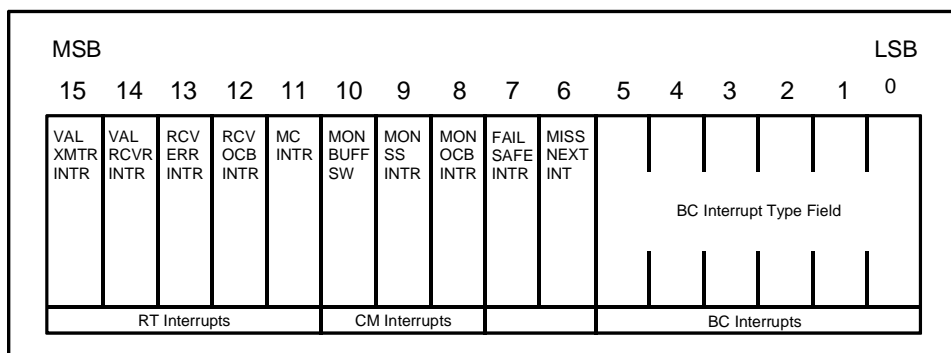 MSB LSB
15 14 13 12 11 10 9 8 7 6 5 4 3 2 1 0
VAL XMTR INTR
VAL RCVR INTR
RCV ERR INTR
RCV OCB INTR
MC INTR
MON BUFF SW
MON SS INTR
MON OCB INTR
FAIL SAFE INTR
MISS NEXT INT
BC Interrupt Type Field
RT Interrupts CM Interrupts BC Interrupts